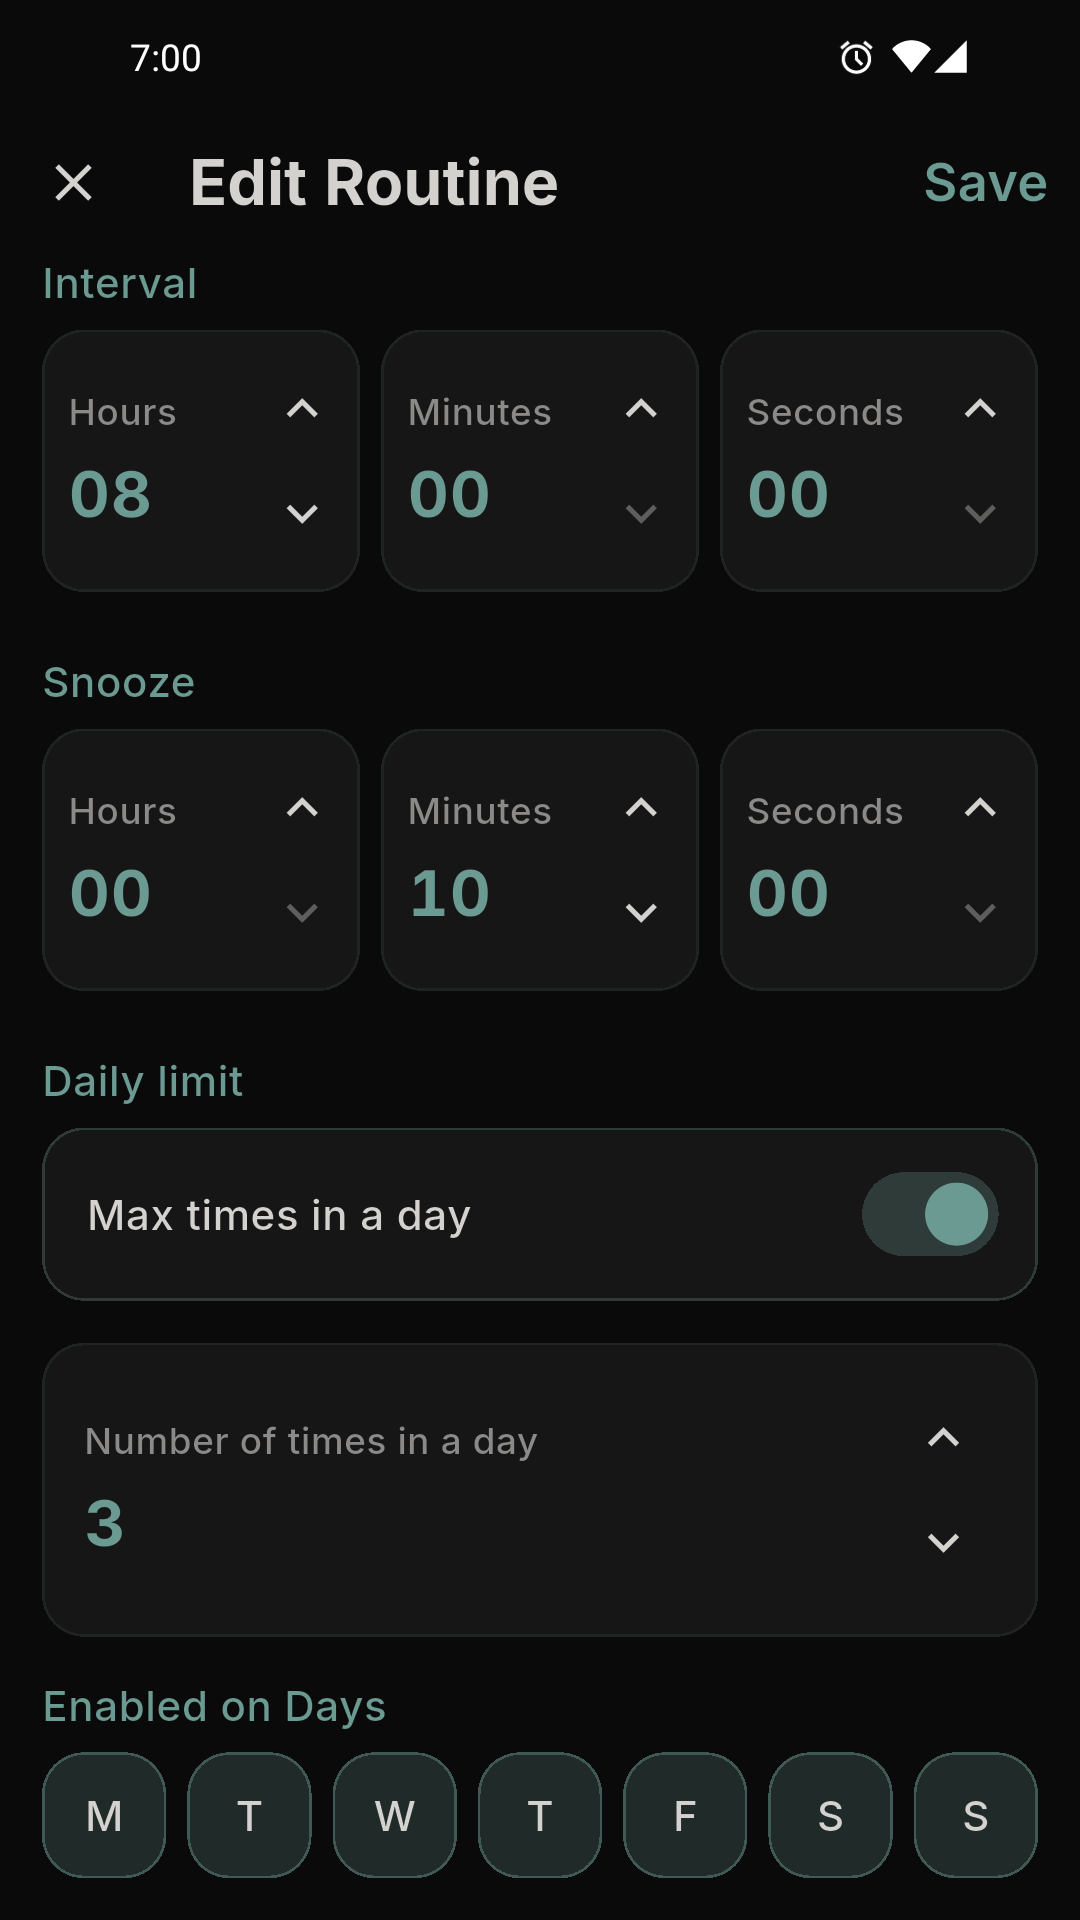 7:00
Edit Routine Save
Interval
Hours Minutes Seconds
08 00 00
Snooze
Hours Minutes Seconds
00 10 00
Daily limit
Max times in a day
Number of times in a day
3
Enabled on Days
M T W T F S S